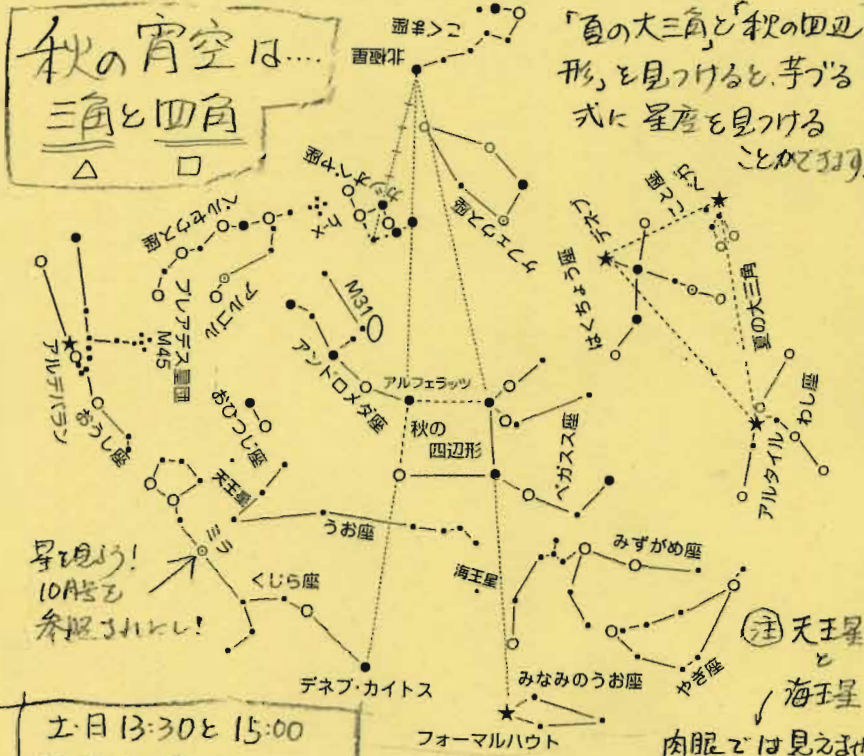 秋の宵空は....
三角と四角
△ □
「夏の大三角」と「秋の四辺
形」を見つけると、芋づる
式に星座を見つける
ことができます
こぐま座
北極星
カシオペヤ座
h-χ
ケフェウス座
ペルセウス座
アルゴル
M31
アンドロメダ座
プレアデス星団
M45
アルデバラン
おうし座
おひつじ座
天王星
アルフェラッツ
秋の
四辺形
ペガスス座
こと座
ベガ
デネブ
はくちょう座
夏の大三角
わし座
アルタイル
うお座
ミラ
くじら座
海王星
みずがめ座
やぎ座
デネブ・カイトス
みなみのうお座
フォーマルハウト
星を見よう!
10月号を
参照されたし!
注 天王星
と
海王星
肉眼では見えませ
土・日 13:30と 15:00